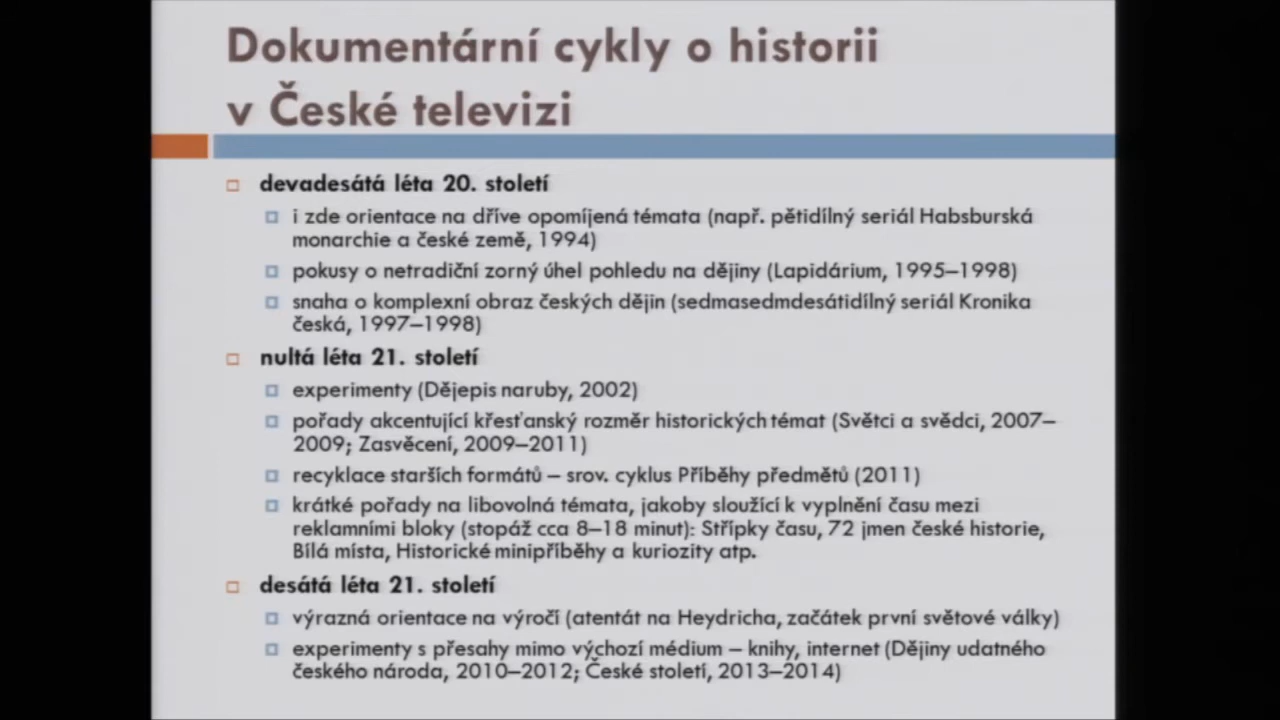 Dokumentární cykly o historii
v České televizi
devadesátá léta 20. století
i zde orientace na dříve opomíjená témata (např. pětidílný seriál Habsburská
monarchie a české země, 1994)
pokusy o netradiční zorný úhel pohledu na dějiny (Lapidárium, 1995–1998)
snaha o komplexní obraz českých dějin (sedmasedmdesátidílný seriál Kronika
česká, 1997–1998)
nultá léta 21. století
experimenty (Dějepis naruby, 2002)
pořady akcentující křesťanský rozměr historických témat (Světci a svědci, 2007–
2009; Zasvěcení, 2009–2011)
recyklace starších formátů – srov. cyklus Příběhy předmětů (2011)
krátké pořady na libovolná témata, jakoby sloužící k vyplnění času mezi
reklamními bloky (stopáž cca 8–18 minut): Střípky času, 72 jmen české historie,
Bílá místa, Historické minipříběhy a kuriozity atp.
desátá léta 21. století
výrazná orientace na výročí (atentát na Heydricha, začátek první světové války)
experimenty s přesahy mimo výchozí médium – knihy, internet (Dějiny udatného
českého národa, 2010–2012; České století, 2013–2014)